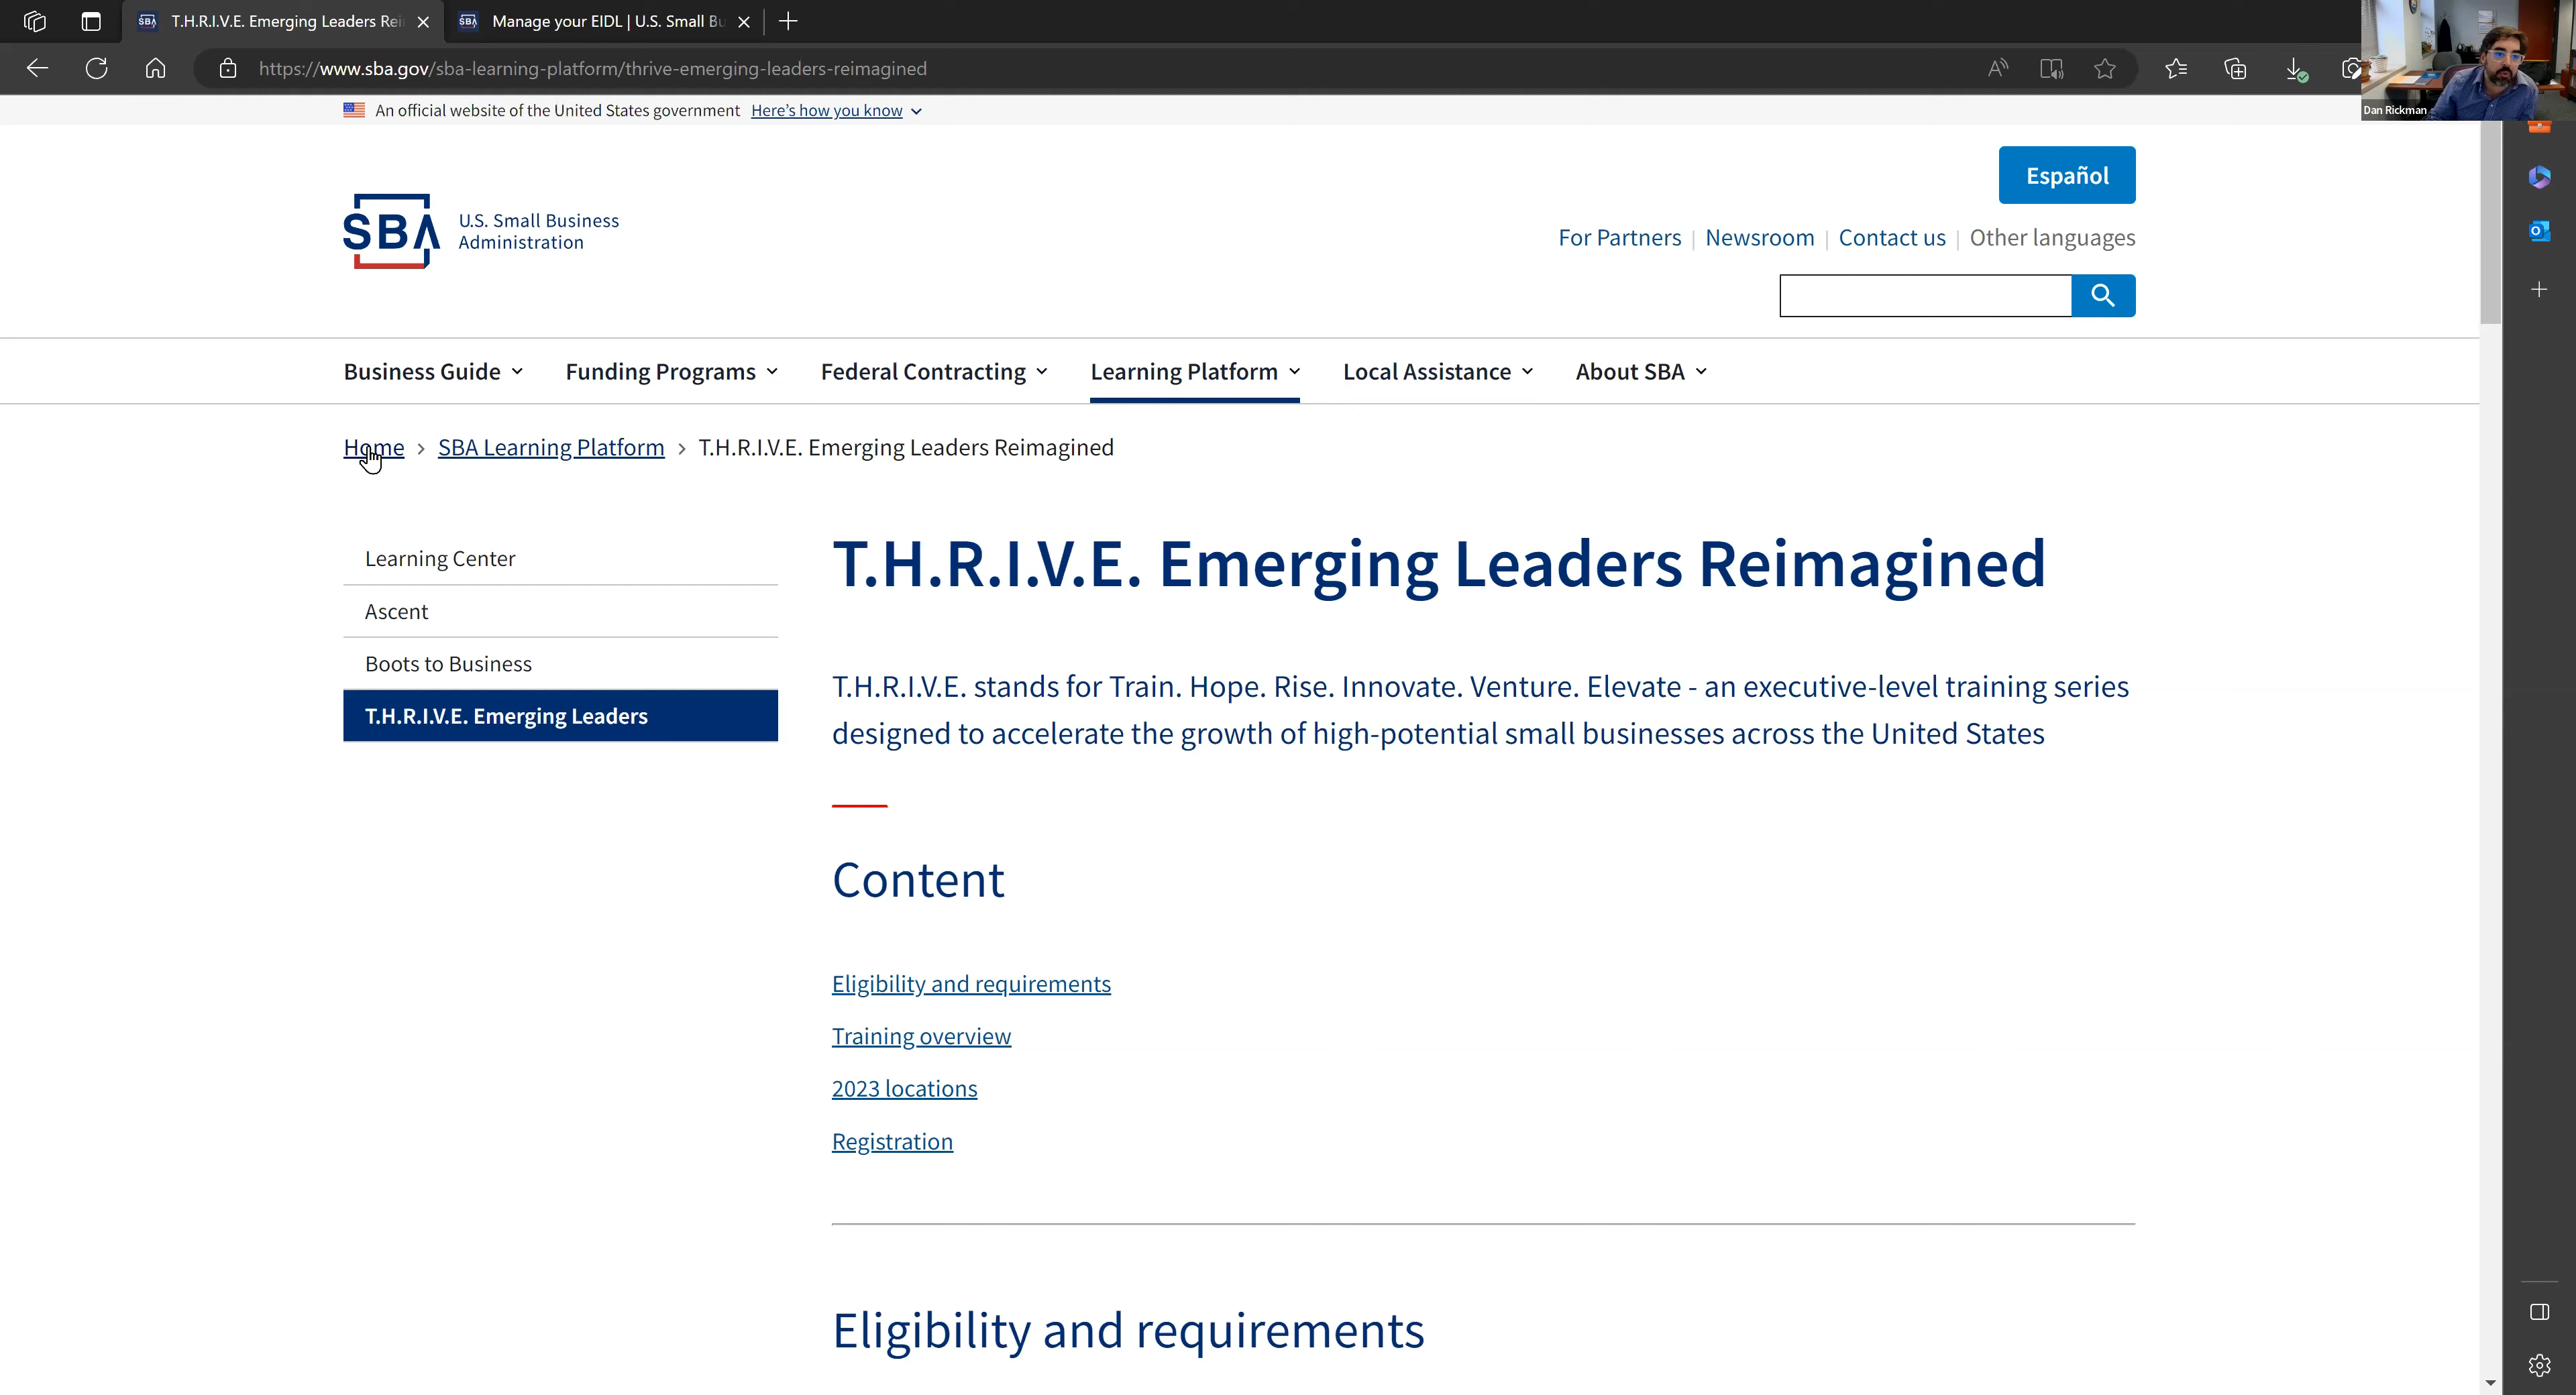 T.H.R.I.V.E. Emerging Leaders Rei
Manage your EIDL | U.S. Small Bu
https://www.sba.gov/sba-learning-platform/thrive-emerging-leaders-reimagined
Dan Rickman
An official website of the United States government Here's how you know
Español
SBA U.S. Small Business
Administration
For Partners | Newsroom | Contact us | Other languages
Business Guide Funding Programs Federal Contracting Learning Platform Local Assistance About SBA
Home > SBA Learning Platform > T.H.R.I.V.E. Emerging Leaders Reimagined
Learning Center
Ascent
Boots to Business
T.H.R.I.V.E. Emerging Leaders
T.H.R.I.V.E. Emerging Leaders Reimagined
T.H.R.I.V.E. stands for Train. Hope. Rise. Innovate. Venture. Elevate - an executive-level training series
designed to accelerate the growth of high-potential small businesses across the United States
Content
Eligibility and requirements
Training overview
2023 locations
Registration
Eligibility and requirements